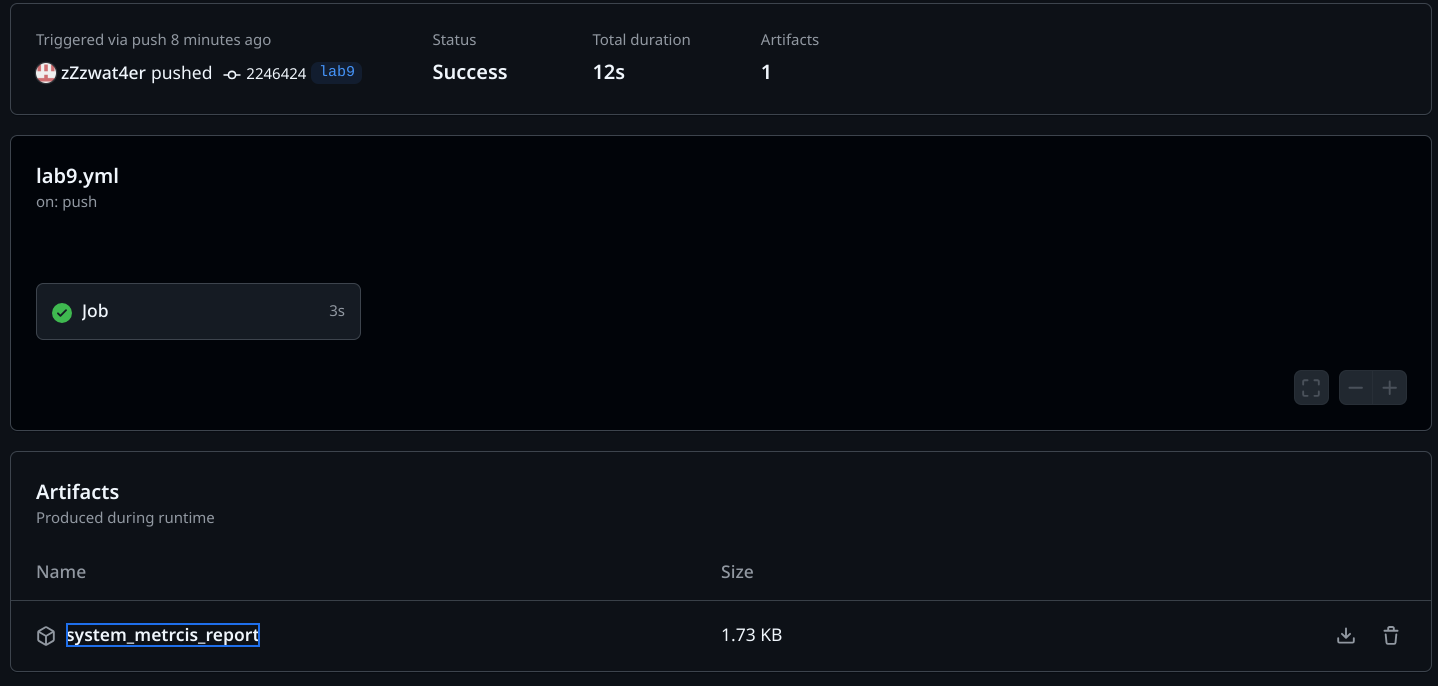 Triggered via push 8 minutes ago
Status
Total duration
Artifacts
zZzwat4er pushed 2246424 lab9
Success
12s
1
lab9.yml
on: push
Job 3s
Artifacts
Produced during runtime
Name Size
system_metrcis_report 1.73 KB